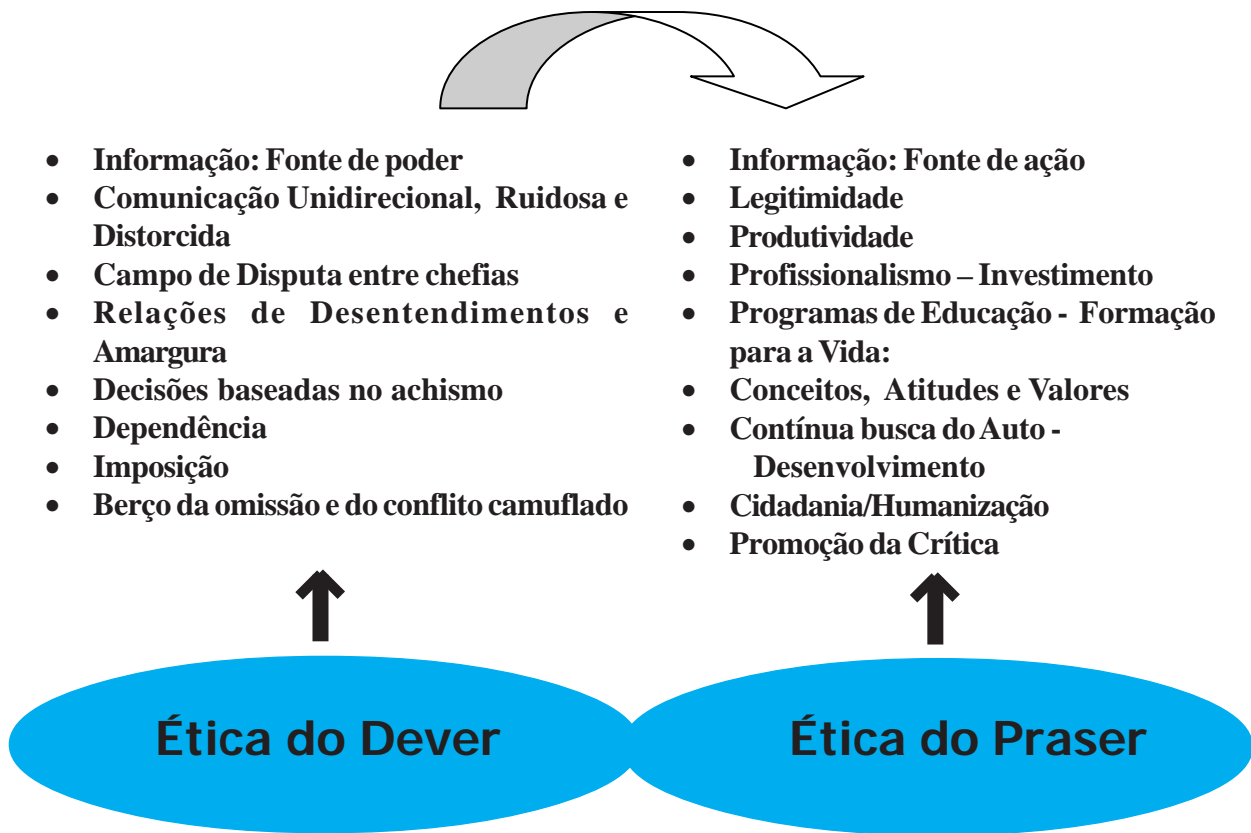 • Informação: Fonte de poder
• Comunicação Unidirecional, Ruidosa e
Distorcida
• Campo de Disputa entre chefias
• Relações de Desentendimentos e
Amargura
• Decisões baseadas no achismo
• Dependência
• Imposição
• Berço da omissão e do conflito camuflado
• Informação: Fonte de ação
• Legitimidade
• Produtividade
• Profissionalismo – Investimento
• Programas de Educação - Formação
para a Vida:
• Conceitos, Atitudes e Valores
• Contínua busca do Auto -
Desenvolvimento
• Cidadania/Humanização
• Promoção da Crítica
Ética do Dever
Ética do Praser